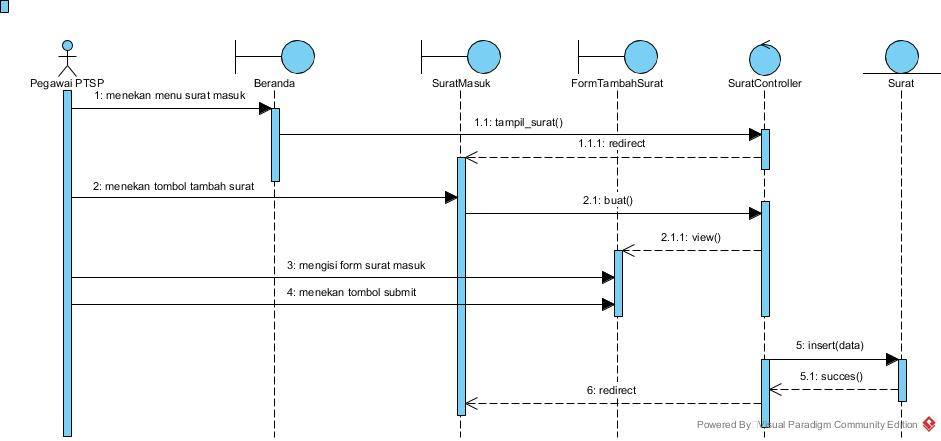 Pegawai PTSP
Beranda
SuratMasuk
FormTambahSurat
SuratController
Surat
1: menekan menu surat masuk
1.1: tampil_surat()
1.1.1: redirect
2: menekan tombol tambah surat
2.1: buat()
2.1.1: view()
3: mengisi form surat masuk
4: menekan tombol submit
5: insert(data)
5.1: succes()
6: redirect
Powered By Visual Paradigm Community Edition